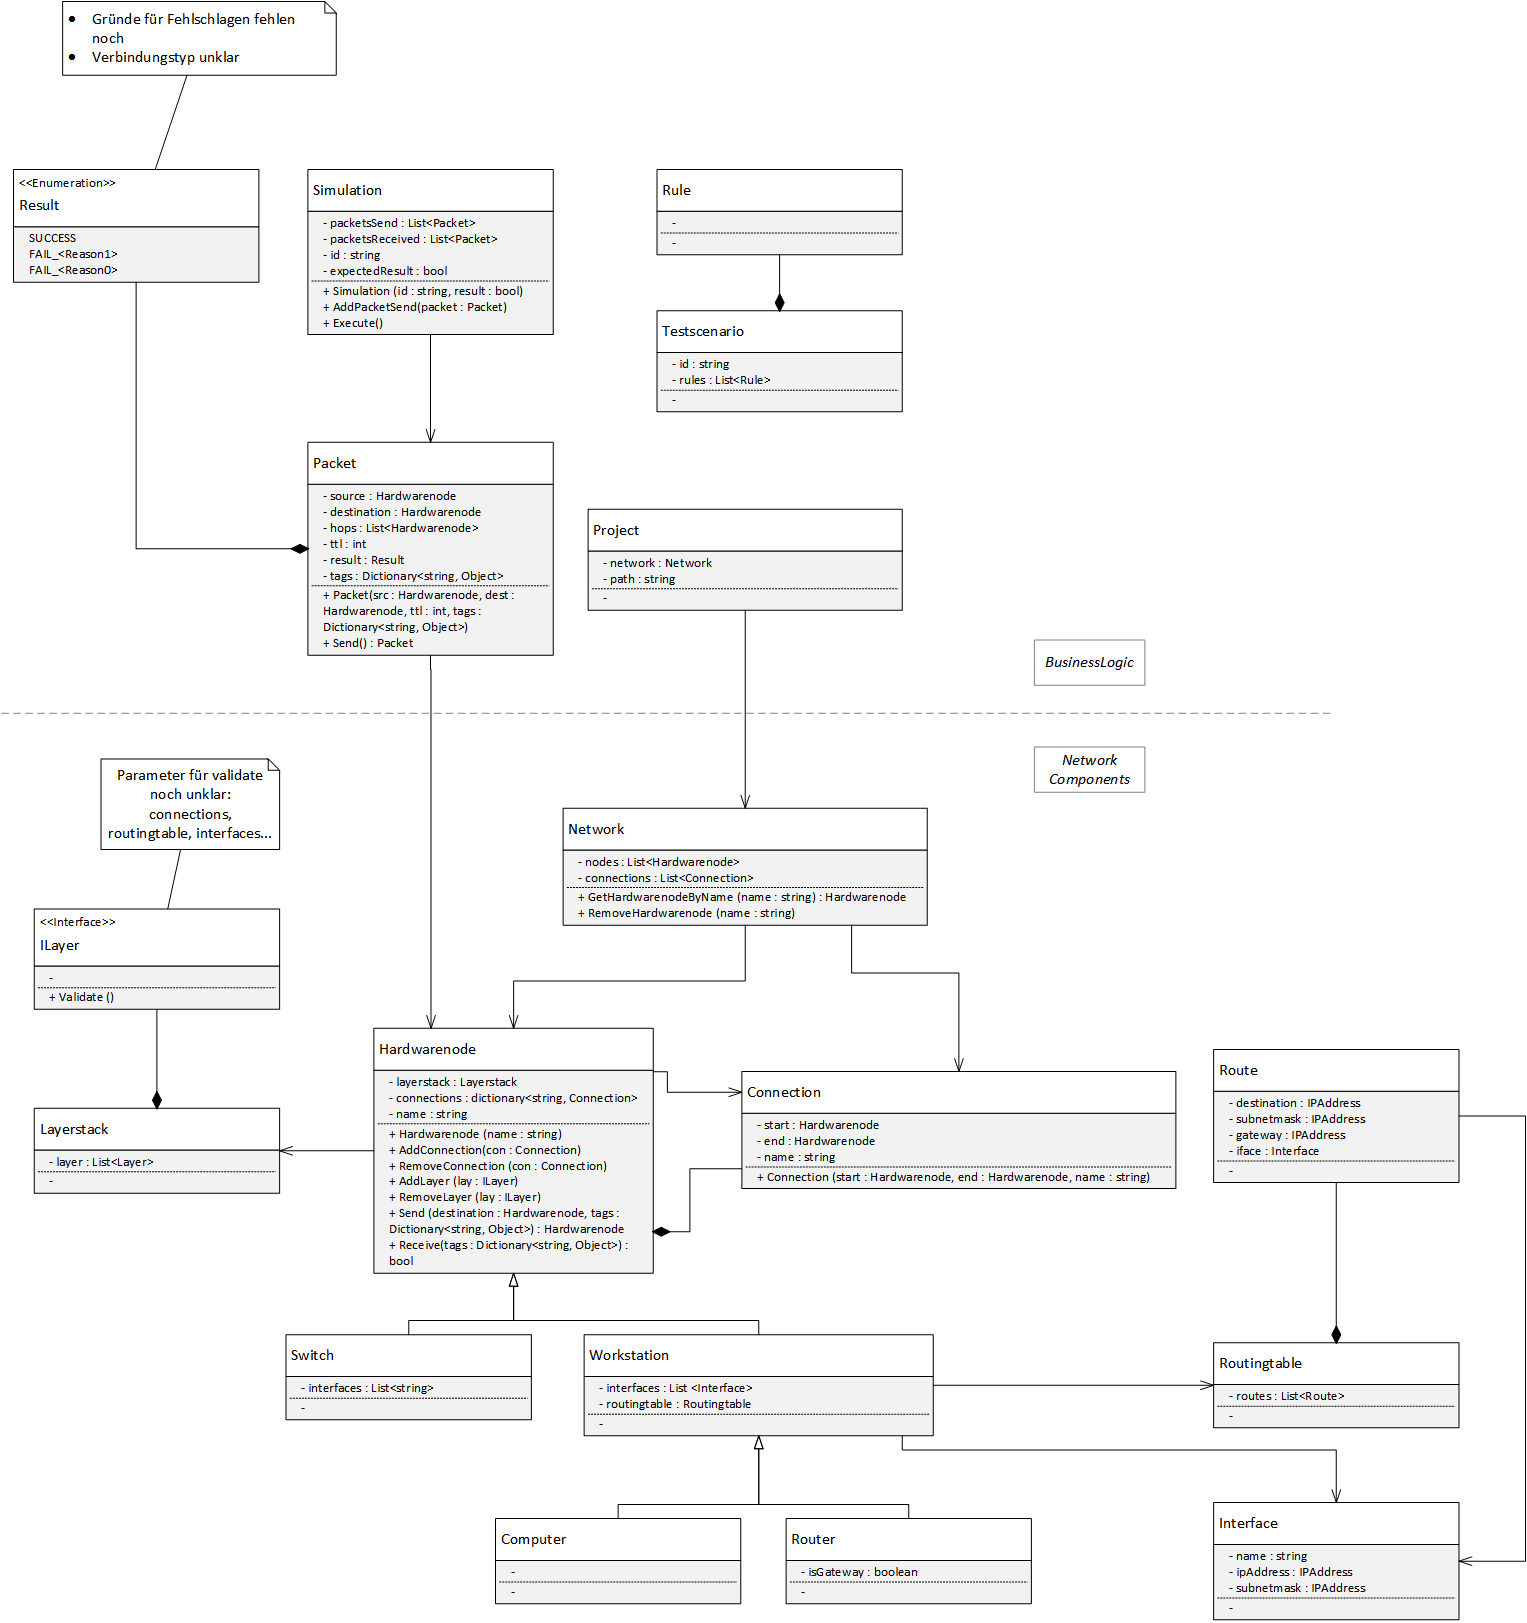 ● Gründe für Fehlschlagen fehlen
noch
● Verbindungstyp unklar
<<Enumeration>>
Result
SUCCESS
FAIL_<Reason1>
FAIL_<Reason0>
Simulation
- packetsSend : List<Packet>
- packetsReceived : List<Packet>
- id : string
- expectedResult : bool
+ Simulation (id : string, result : bool)
+ AddPacketSend(packet : Packet)
+ Execute()
Rule
-
-
Testscenario
- id : string
- rules : List<Rule>
-
Packet
- source : Hardwarenode
- destination : Hardwarenode
- hops : List<Hardwarenode>
- ttl : int
- result : Result
- tags : Dictionary<string, Object>
+ Packet(src : Hardwarenode, dest :
Hardwarenode, ttl : int, tags :
Dictionary<string, Object>)
+ Send() : Packet
Project
- network : Network
- path : string
-
BusinessLogic
Network
Components
Parameter für validate
noch unklar:
connections,
routingtable, interfaces...
Network
- nodes : List<Hardwarenode>
- connections : List<Connection>
+ GetHardwarenodeByName (name : string) : Hardwarenode
+ RemoveHardwarenode (name : string)
<<Interface>>
ILayer
-
+ Validate ()
Layerstack
- layer : List<Layer>
-
Hardwarenode
- layerstack : Layerstack
- connections : dictionary<string, Connection>
- name : string
+ Hardwarenode (name : string)
+ AddConnection(con : Connection)
+ RemoveConnection (con : Connection)
+ AddLayer (lay : ILayer)
+ RemoveLayer (lay : ILayer)
+ Send (destination : Hardwarenode, tags :
Dictionary<string, Object>) : Hardwarenode
+ Receive(tags : Dictionary<string, Object>) :
bool
Connection
- start : Hardwarenode
- end : Hardwarenode
- name : string
+ Connection (start : Hardwarenode, end : Hardwarenode, name : string)
Route
- destination : IPAddress
- subnetmask : IPAddress
- gateway : IPAddress
- iface : Interface
-
Switch
- interfaces : List<string>
-
Workstation
- interfaces : List <Interface>
- routingtable : Routingtable
-
Routingtable
- routes : List<Route>
-
Computer
-
-
Router
- isGateway : boolean
-
Interface
- name : string
- ipAddress : IPAddress
- subnetmask : IPAddress
-